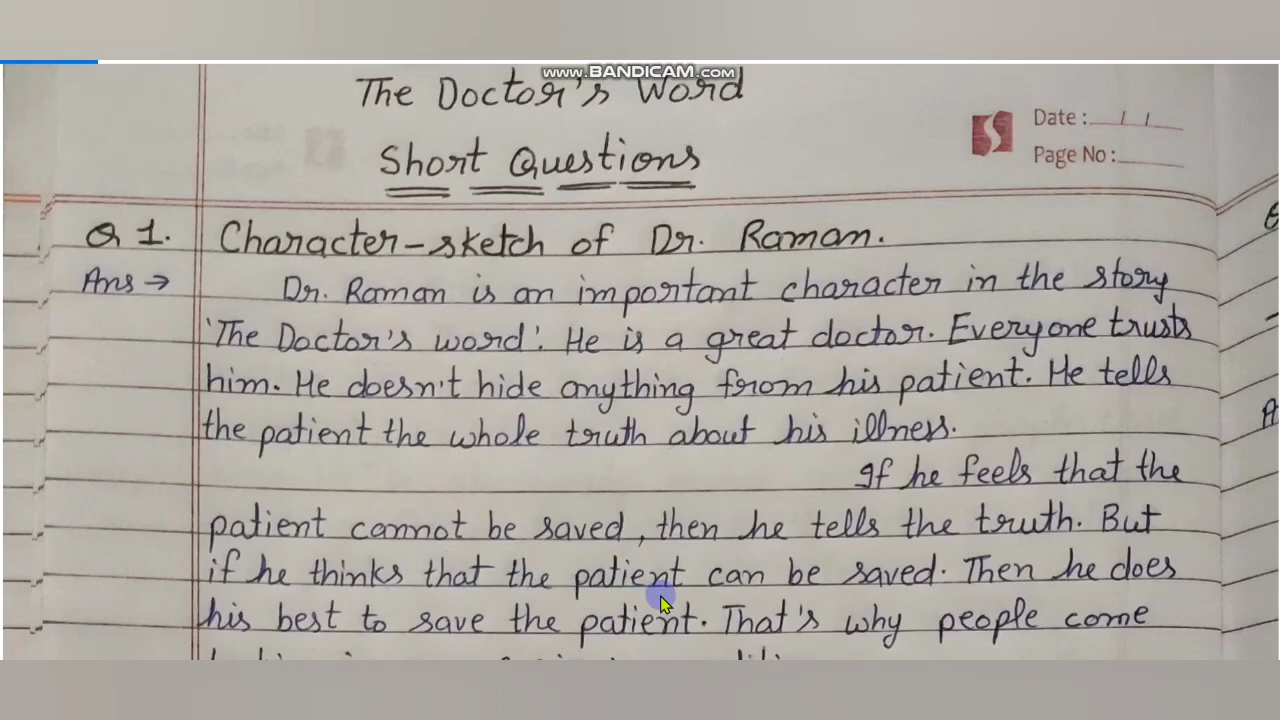 www.BANDICAM.com
The Doctor's Word
Short Questions
Date : / /
Page No :
Q 1. Character-sketch of Dr. Raman.
Ans → Dr. Raman is an important character in the story
'The Doctor's word'. He is a great doctor. Everyone trusts
him. He doesn't hide anything from his patient. He tells
the patient the whole truth about his illness.
If he feels that the
patient cannot be saved, then he tells the truth. But
if he thinks that the patient can be saved. Then he does
his best to save the patient. That's why people come